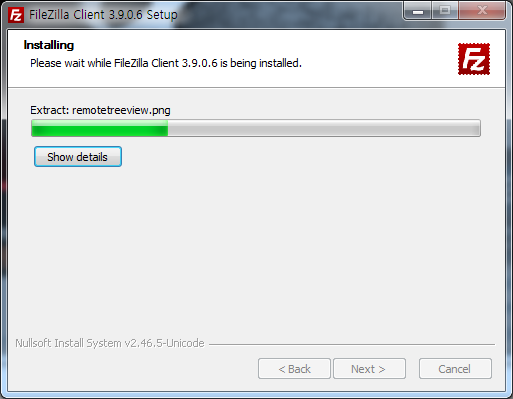 FileZilla Client 3.9.0.6 Setup
Installing
Please wait while FileZilla Client 3.9.0.6 is being installed.
Fz
Extract: remotetreeview.png
Show details
Nullsoft Install System v2.46.5-Unicode
< Back Next > Cancel